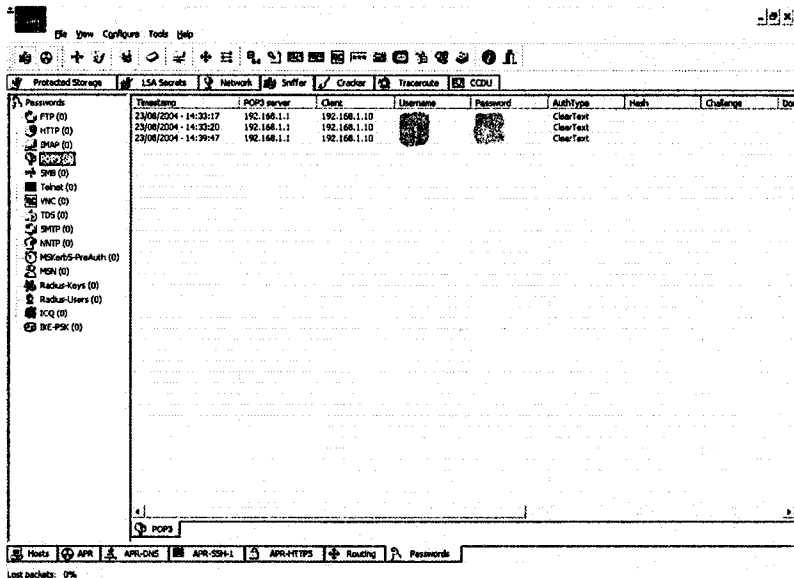 File View Configure Tools Help
Protected Storage LSA Secrets Network Sniffer Cracker Traceroute CCDU
Passwords
FTP (0)
HTTP (0)
IMAP (0)
SMB (0)
Telnet (0)
VNC (0)
TDS (0)
SMTP (0)
NNTP (0)
MSKerb5-PreAuth (0)
MSN (0)
Radius-Keys (0)
Radius-Users (0)
ICQ (0)
IKE-PSK (0)
Timestamp POP3 server Client Username Password AuthType Hash Challenge
23/08/2004 - 14:33:17 192.168.1.1 192.168.1.10 ClearText
23/08/2004 - 14:33:20 192.168.1.1 192.168.1.10 ClearText
23/08/2004 - 14:39:47 192.168.1.1 192.168.1.10 ClearText
POP3
Hosts APR APR-DNS APR-SSH-1 APR-HTTPS Routing Passwords
Lost packets: 0%